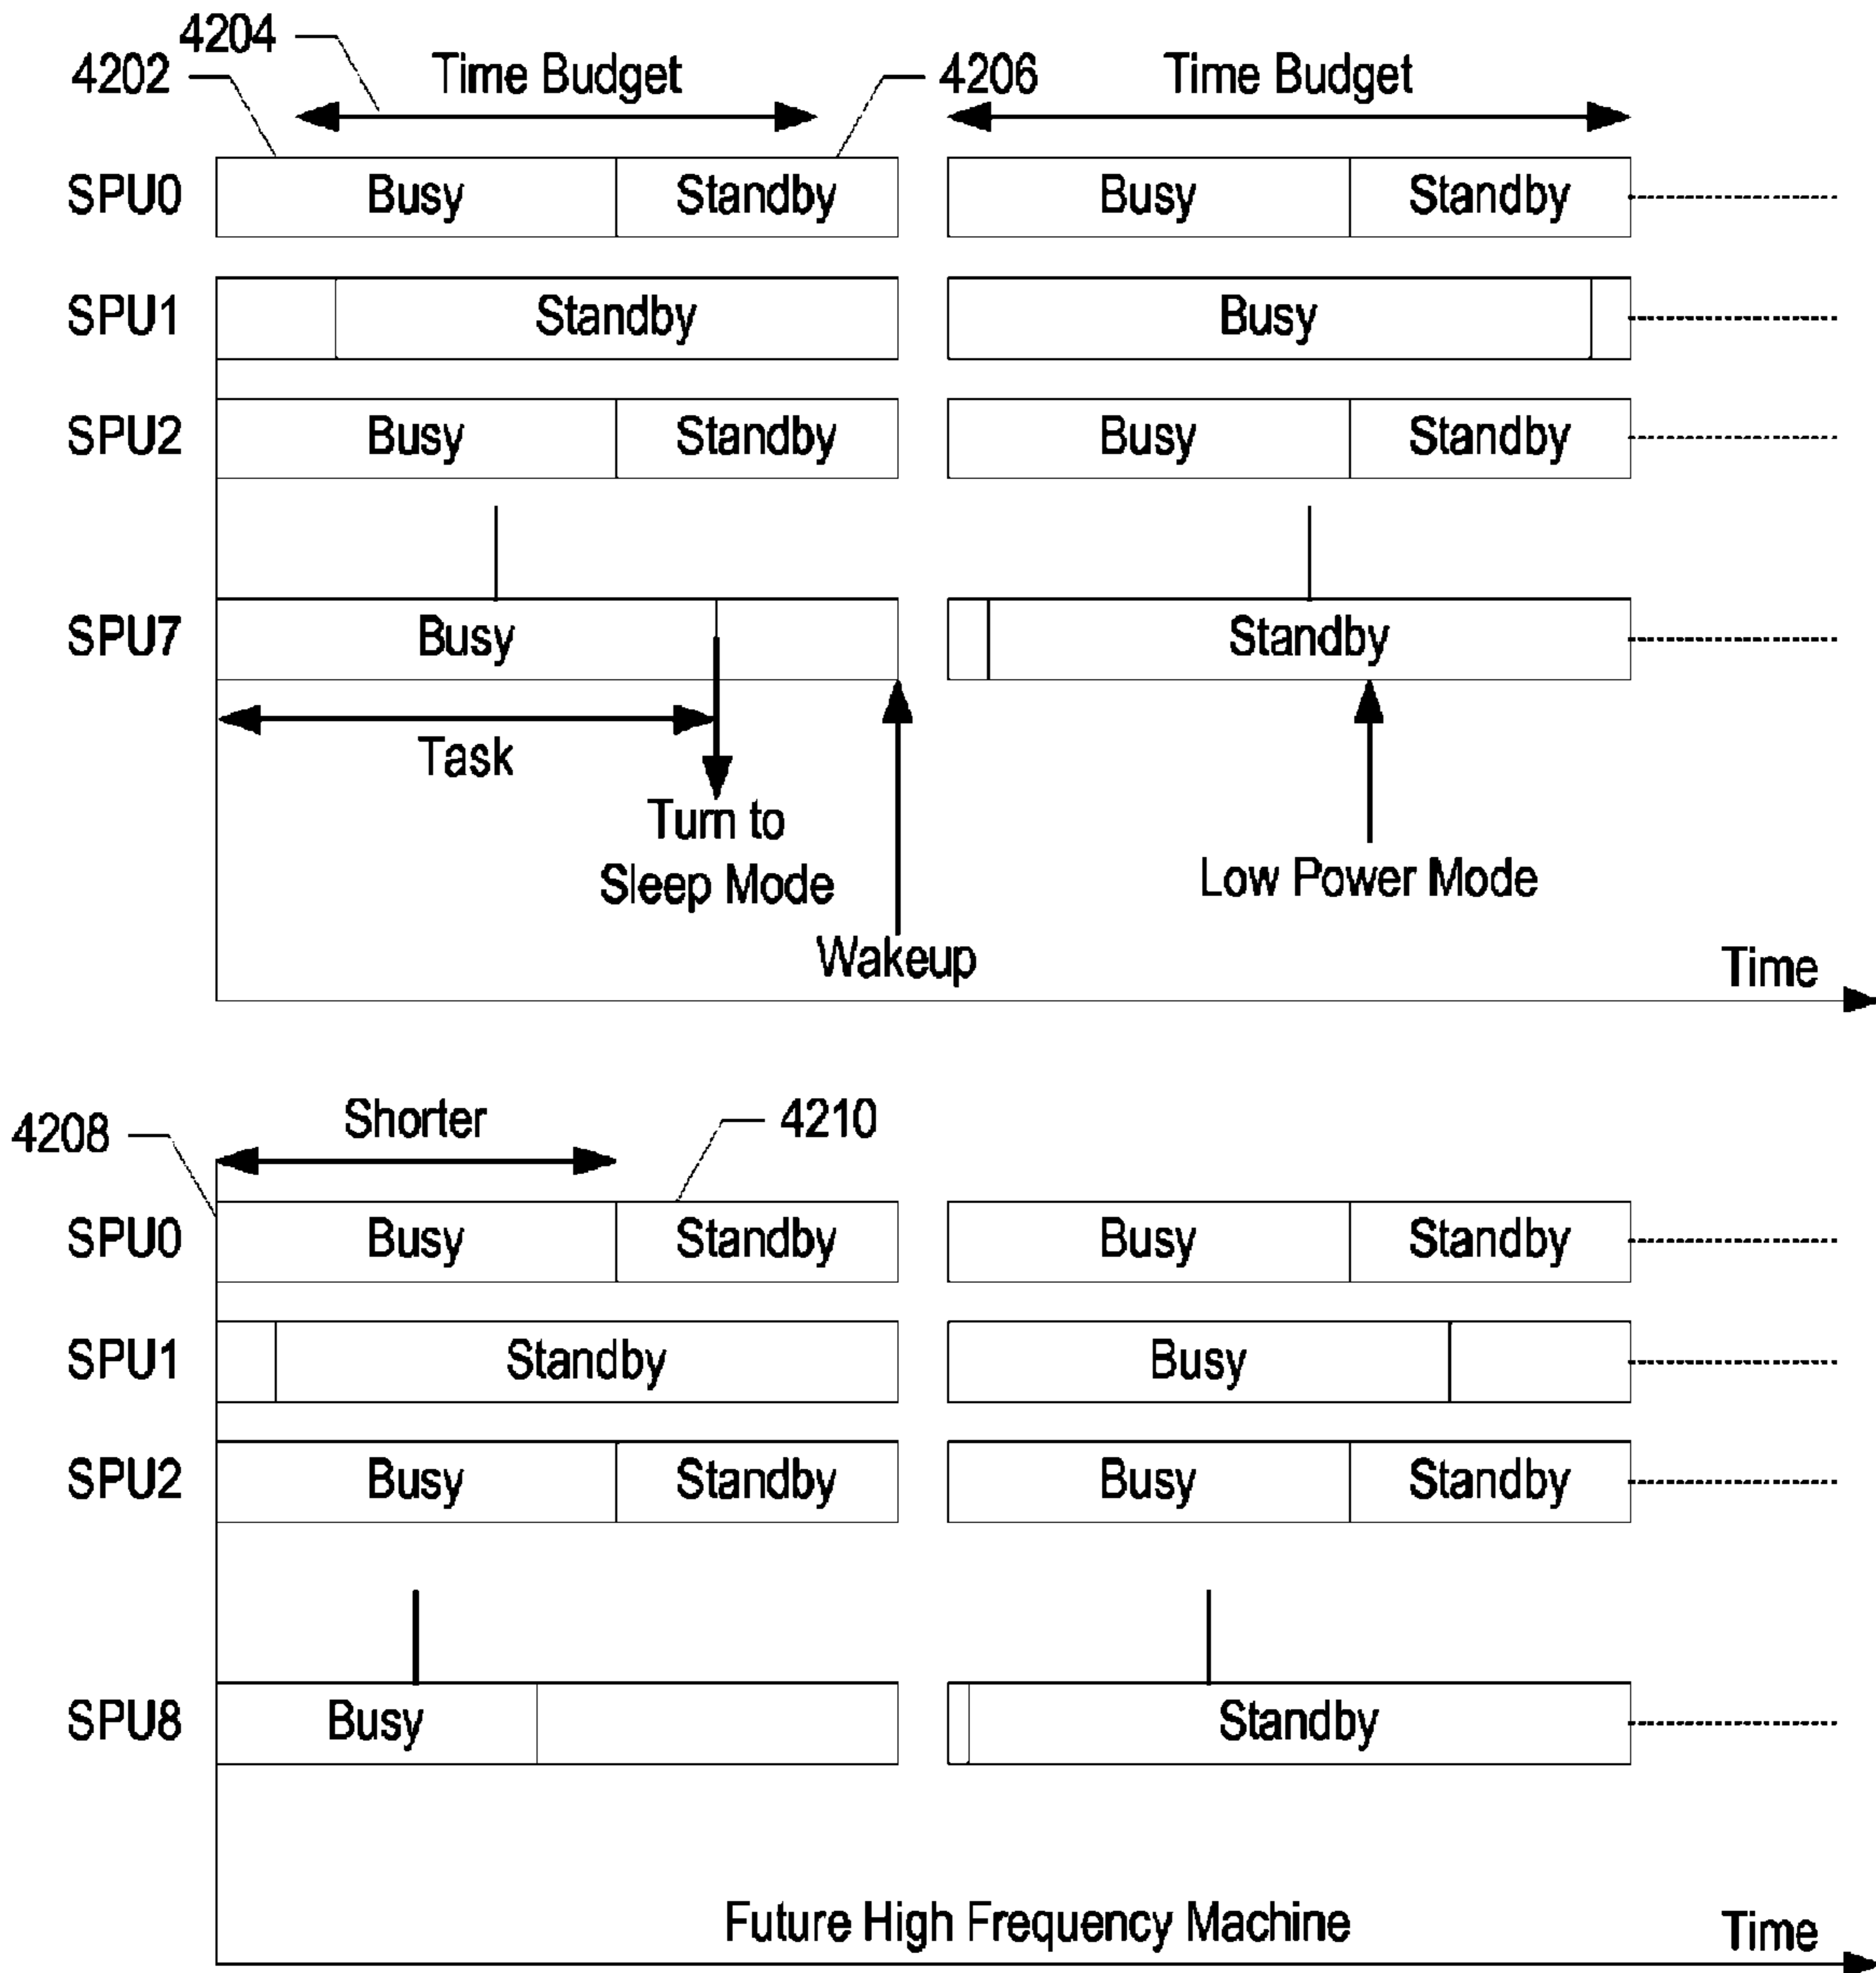 4204
4202 Time Budget 4206 Time Budget
SPU0 Busy Standby Busy Standby
SPU1 Standby Busy
SPU2 Busy Standby Busy Standby
SPU7 Busy Standby
Task
Turn to
Sleep Mode
Low Power Mode
Wakeup
Time
4208 Shorter 4210
SPU0 Busy Standby Busy Standby
SPU1 Standby Busy
SPU2 Busy Standby Busy Standby
SPU8 Busy Standby
Future High Frequency Machine Time